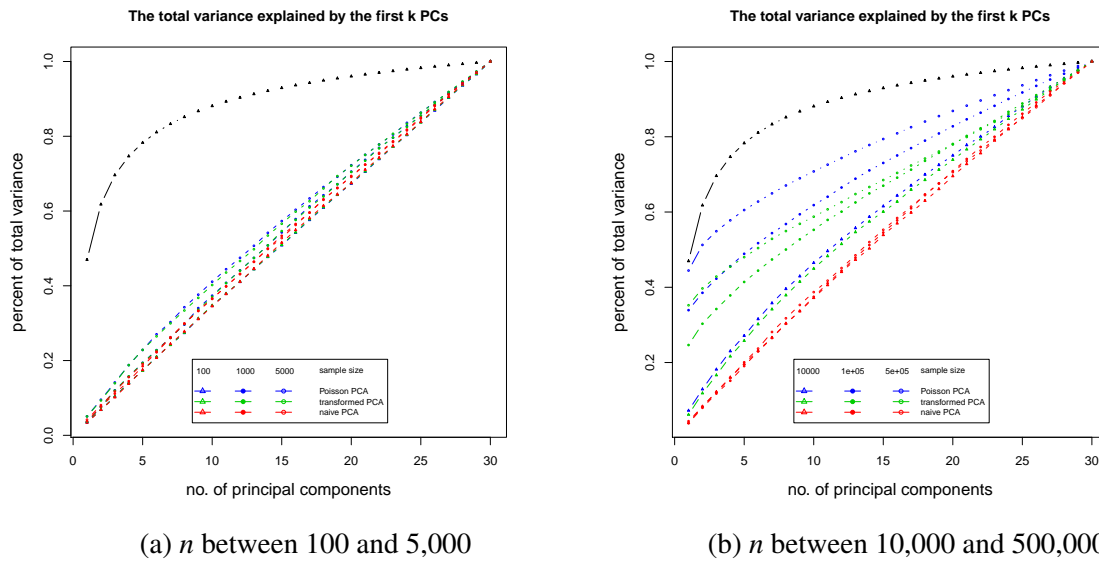 The total variance explained by the first k PCs
percent of total variance
1.0
0.8
0.6
0.4
0.2
0.0
100 1000 5000 sample size
Poisson PCA
transformed PCA
naive PCA
0 5 10 15 20 25 30
no. of principal components
(a) n between 100 and 5,000
The total variance explained by the first k PCs
percent of total variance
1.0
0.8
0.6
0.4
0.2
10000 1e+05 5e+05 sample size
Poisson PCA
transformed PCA
naive PCA
0 5 10 15 20 25 30
no. of principal components
(b) n between 10,000 and 500,000